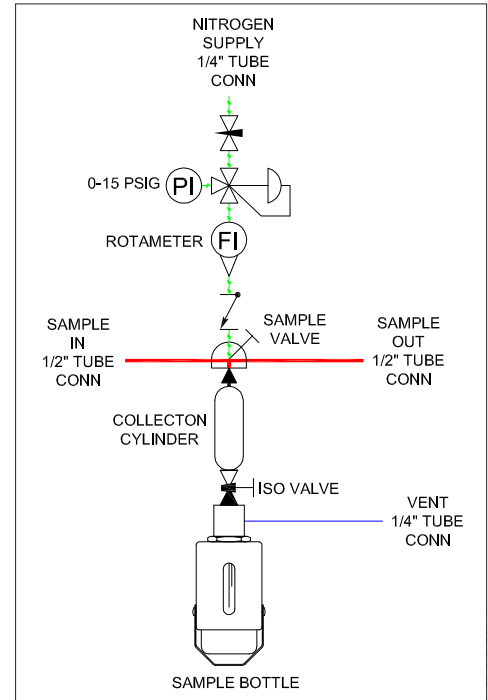 NITROGEN
SUPPLY
1/4" TUBE
CONN
0-15 PSIG
PI
ROTAMETER
FI
SAMPLE
IN
1/2" TUBE
CONN
SAMPLE
VALVE
SAMPLE
OUT
1/2" TUBE
CONN
COLLECTON
CYLINDER
ISO VALVE
VENT
1/4" TUBE
CONN
SAMPLE BOTTLE